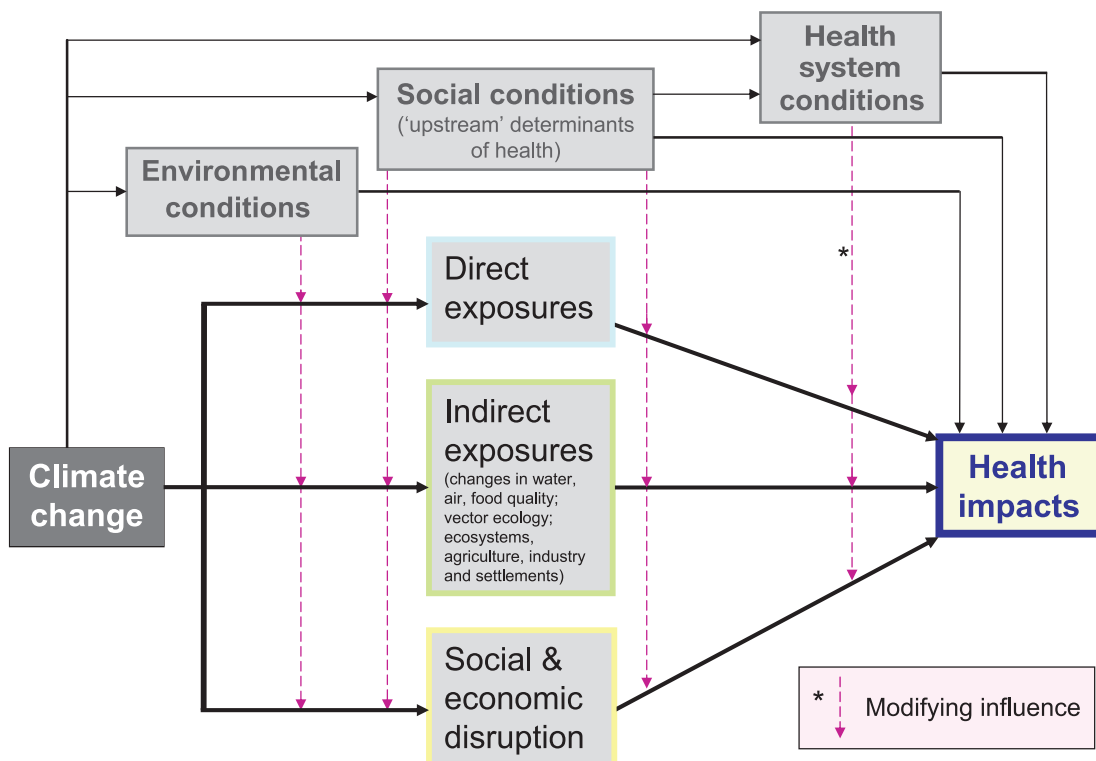 Health
system
conditions
Social conditions
(‘upstream’ determinants
of health)
Environmental
conditions
*
Direct
exposures
Indirect
exposures
(changes in water,
air, food quality;
vector ecology;
ecosystems,
agriculture, industry
and settlements)
Climate
change
Health
impacts
Social &
economic
disruption
* Modifying influence